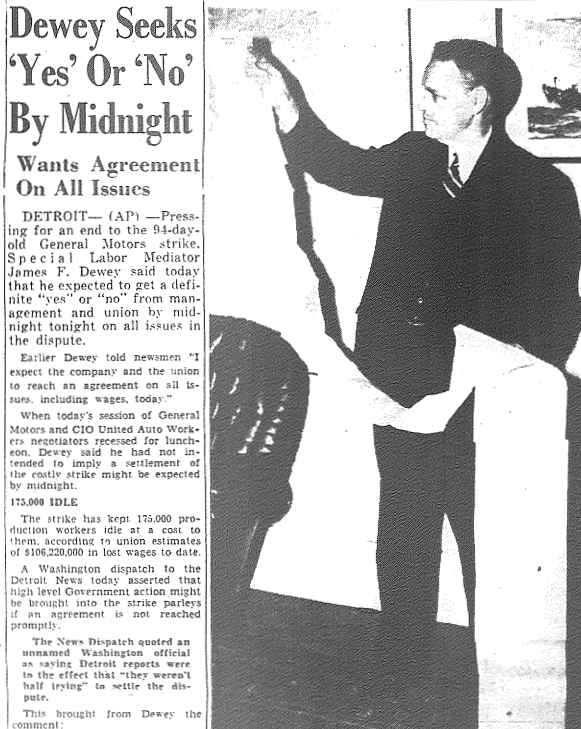 Dewey Seeks
'Yes' Or 'No'
By Midnight
Wants Agreement
On All Issues
DETROIT— (AP) —Press-
ing for an end to the 94-day-
old General Motors strike,
Special Labor Mediator
James F. Dewey said today
that he expected to get a defi-
nite "yes" or "no" from man-
agement and union by mid-
night tonight on all issues in
the dispute.
Earlier Dewey told newsmen "I
expect the company and the union
to reach an agreement on all is-
sues, including wages, today."
When today's session of General
Motors and CIO United Auto Work-
ers negotiators recessed for lunch-
eon, Dewey said he had not in-
tended to imply a settlement of
the costly strike might be expected
by midnight.
175,000 IDLE
The strike has kept 175,000 pro-
duction workers idle at a cost to
them, according to union estimates
of $106,220,000 in lost wages to date.
A Washington dispatch to the
Detroit News today asserted that
high level Government action might
be brought into the strike parleys
if an agreement is not reached
promptly.
The News Dispatch quoted an
unnamed Washington official
as saying Detroit reports were
to the effect that "they weren't
half trying" to settle the dis-
pute.
This brought from Dewey the
comment: